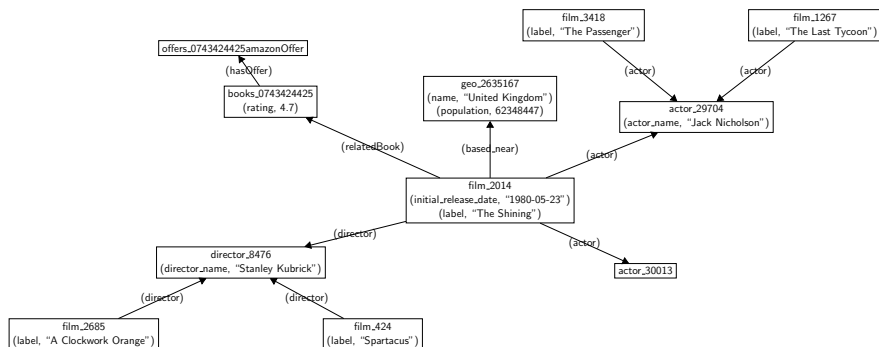 film_3418
(label, “The Passenger”)
film_1267
(label, “The Last Tycoon”)
offers_0743424425amazonOffer
(hasOffer)
(actor)
(actor)
books_0743424425
(rating, 4.7)
geo_2635167
(name, “United Kingdom”)
(population, 62348447)
actor_29704
(actor_name, “Jack Nicholson”)
(relatedBook)
(based_near)
(actor)
film_2014
(initial_release_date, “1980-05-23”)
(label, “The Shining”)
(director)
(actor)
director_8476
(director_name, “Stanley Kubrick”)
actor_30013
(director)
(director)
film_2685
(label, “A Clockwork Orange”)
film_424
(label, “Spartacus”)